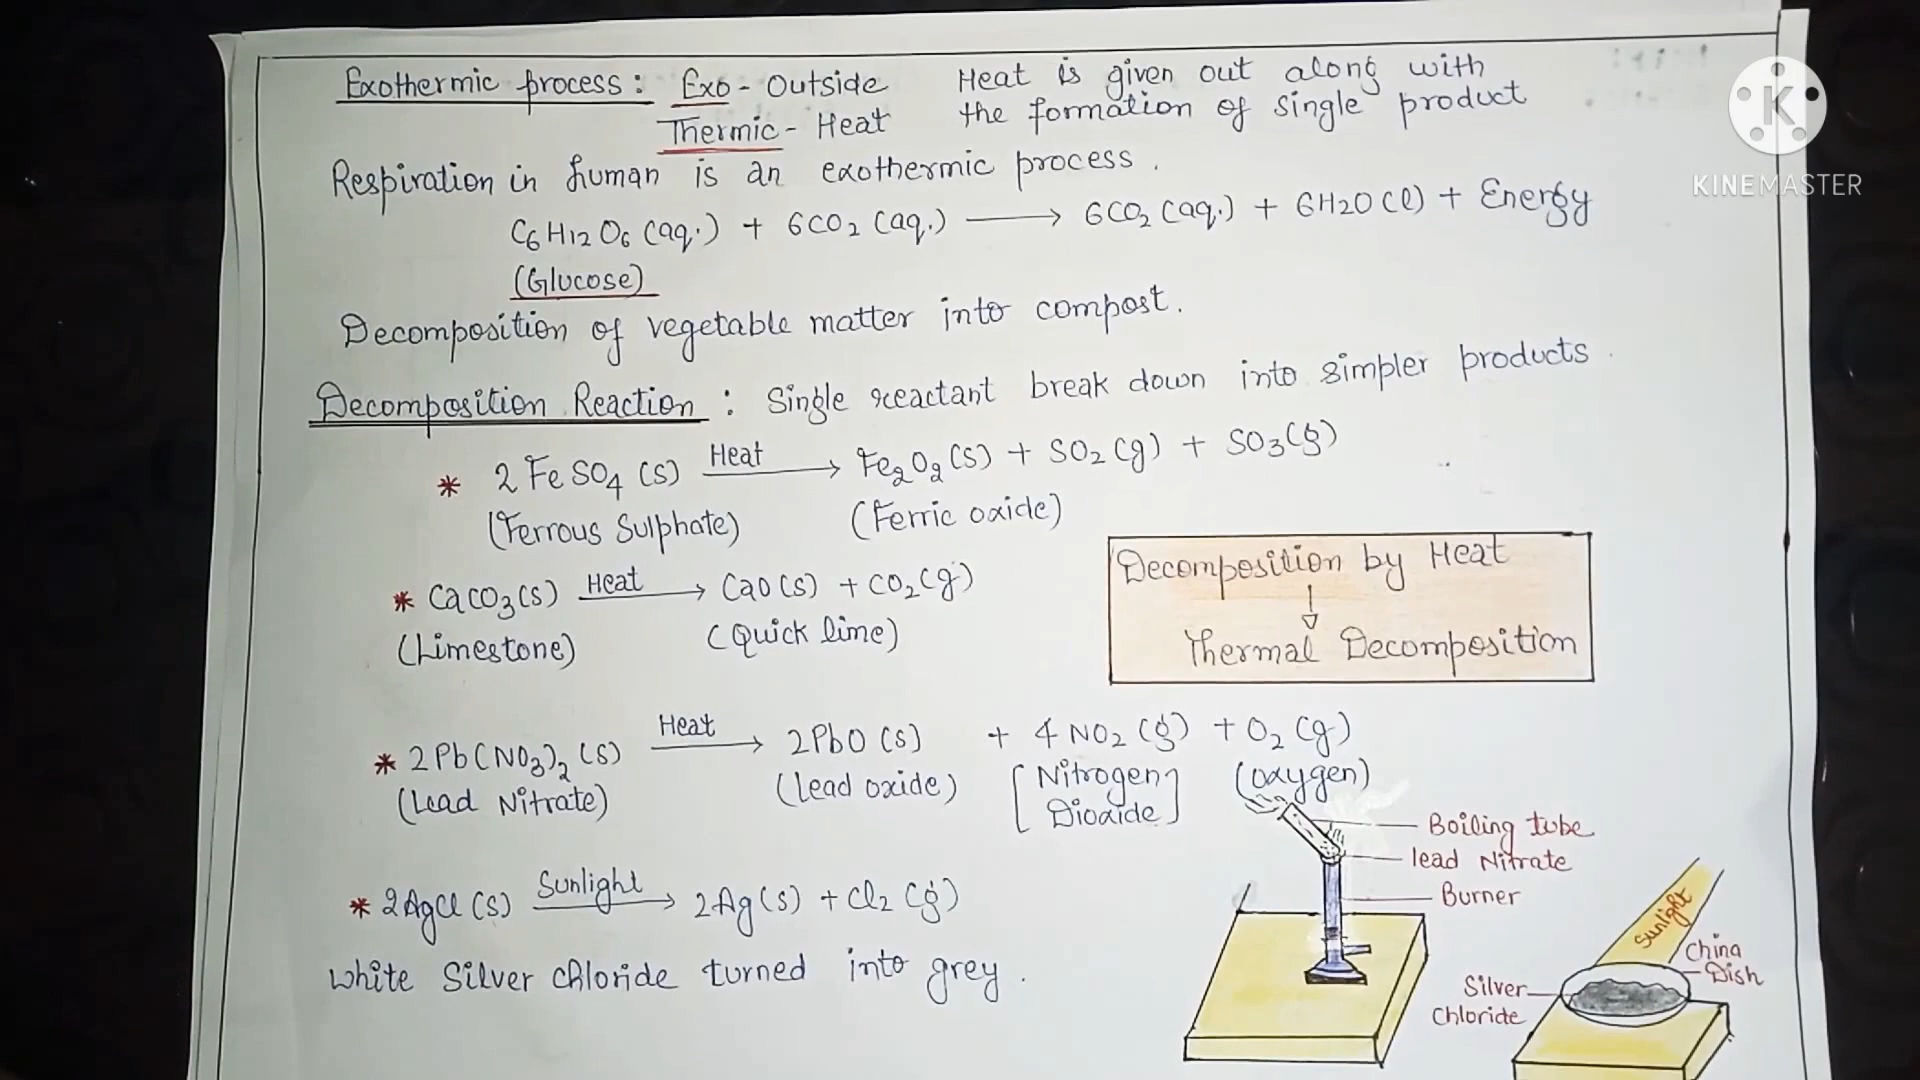 Exothermic process: Exo - Outside Heat is given out along with
Thermic - Heat the formation of single product
Respiration in human is an exothermic process.
C6H12O6 (aq.) + 6CO2 (aq.) ⟶ 6CO2 (aq.) + 6H2O (l) + Energy
(Glucose)
Decomposition of vegetable matter into compost.
Decomposition Reaction : Single reactant break down into simpler products.
* 2FeSO4 (s) Heat⟶ Fe2O2 (s) + SO2 (g) + SO3 (g)
(Ferrous Sulphate) (Ferric oxide)
* CaCO3 (s) Heat⟶ CaO (s) + CO2 (g)
(Limestone) (Quick lime)
Decomposition by Heat
↓
Thermal Decomposition
* 2Pb(NO3)2 (s) Heat⟶ 2PbO (s) + 4NO2 (g) + O2 (g)
(Lead Nitrate) (lead oxide) [Nitrogen Dioxide] (oxygen)
Boiling tube
lead Nitrate
Burner
* 2AgCl (s) Sunlight⟶ 2Ag (s) + Cl2 (g)
White Silver Chloride turned into grey.
Sunlight
China
Dish
Silver
Chloride
K
KINEMASTER